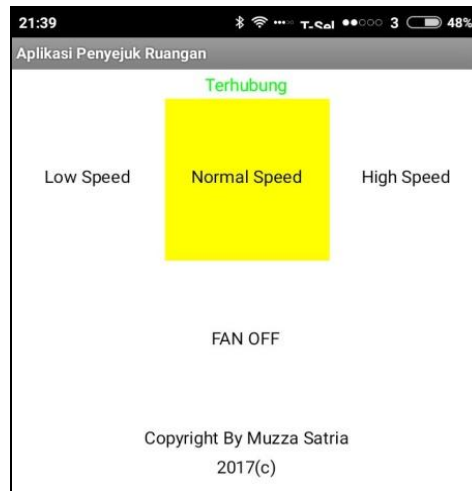 21:39 T-Sel 3 48%
Aplikasi Penyejuk Ruangan
Terhubung
Low Speed Normal Speed High Speed
FAN OFF
Copyright By Muzza Satria
2017(c)